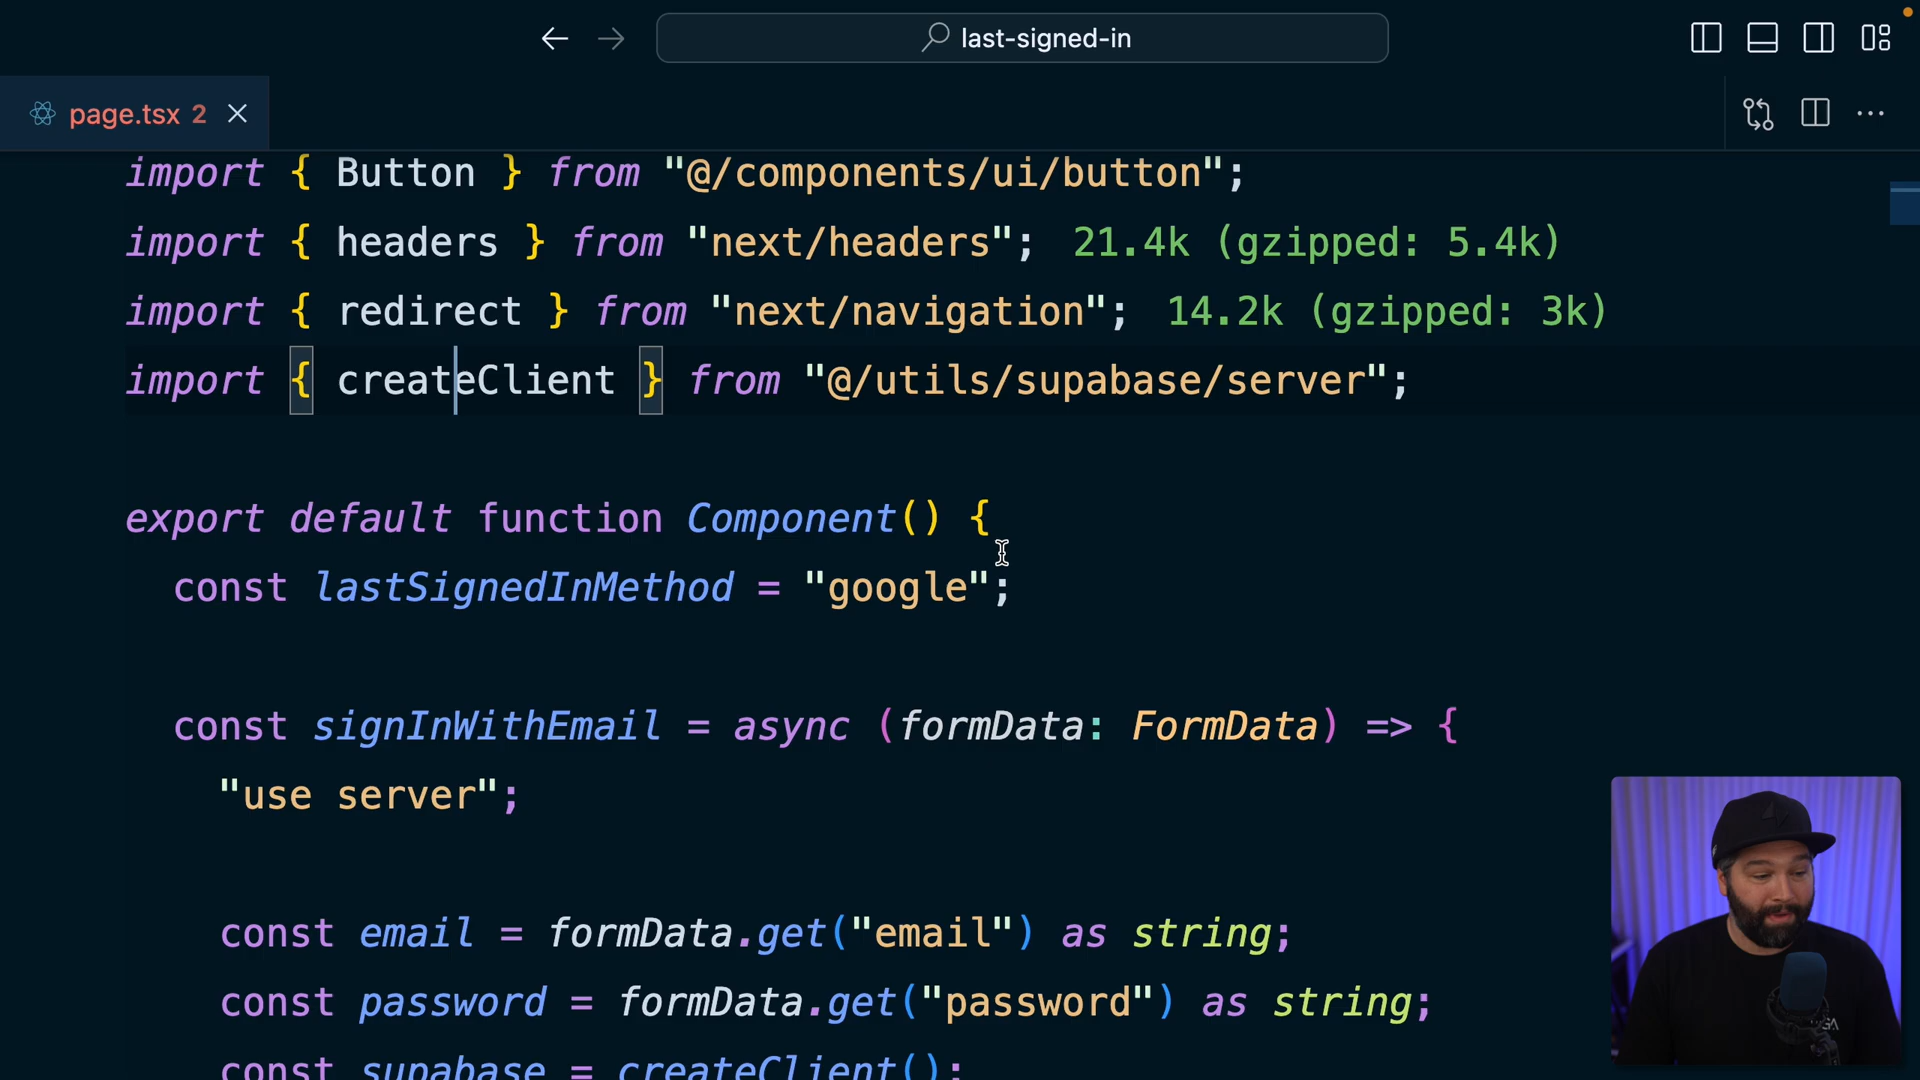 last-signed-in
page.tsx 2
import { Button } from "@/components/ui/button";
import { headers } from "next/headers"; 21.4k (gzipped: 5.4k)
import { redirect } from "next/navigation"; 14.2k (gzipped: 3k)
import { createClient } from "@/utils/supabase/server";
export default function Component() {
const lastSignedInMethod = "google";
const signInWithEmail = async (formData: FormData) => {
"use server";
const email = formData.get("email") as string;
const password = formData.get("password") as string;
const supabase = createClient();